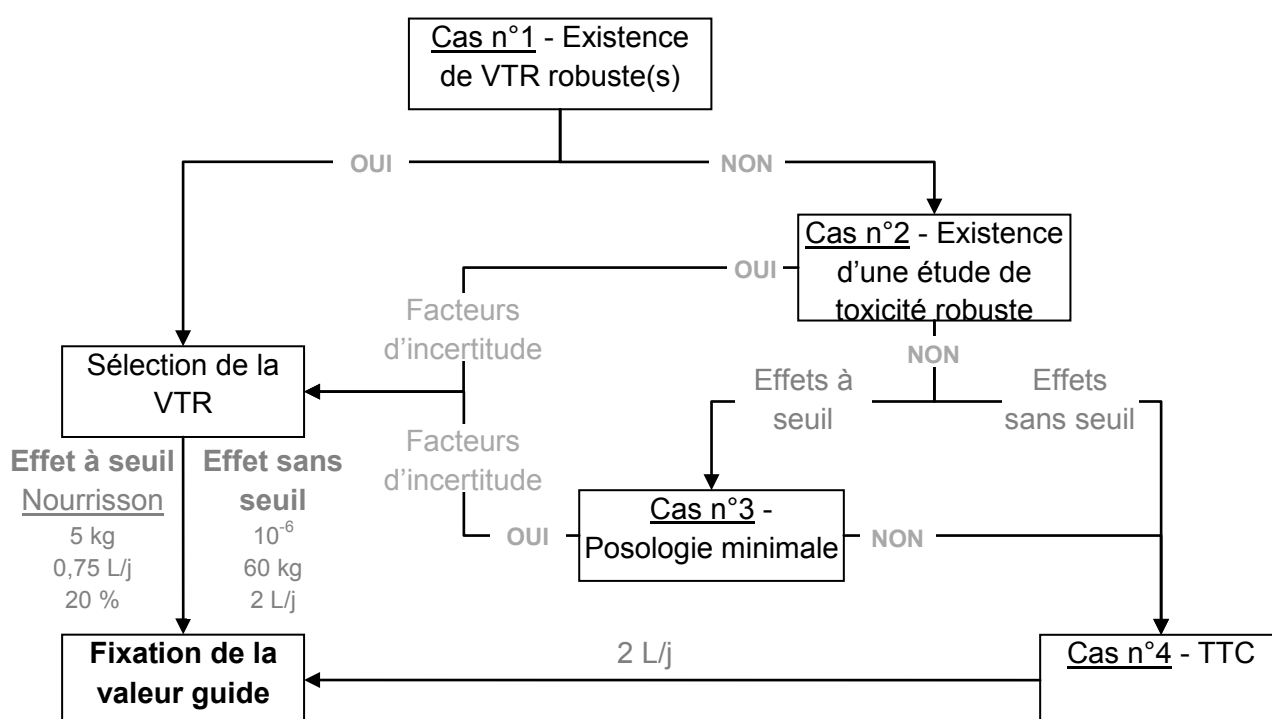 Cas n°1 - Existence
de VTR robuste(s)
OUI
NON
Cas n°2 - Existence
d'une étude de
toxicité robuste
OUI
Facteurs
d'incertitude
NON
Sélection de la
VTR
Effets à
seuil
Effets
sans seuil
Facteurs
d'incertitude
Effet à seuil
Nourrisson
5 kg
0,75 L/j
20 %
Effet sans
seuil
10⁻⁶
60 kg
2 L/j
Cas n°3 -
Posologie minimale
OUI
NON
Fixation de la
valeur guide
2 L/j
Cas n°4 - TTC